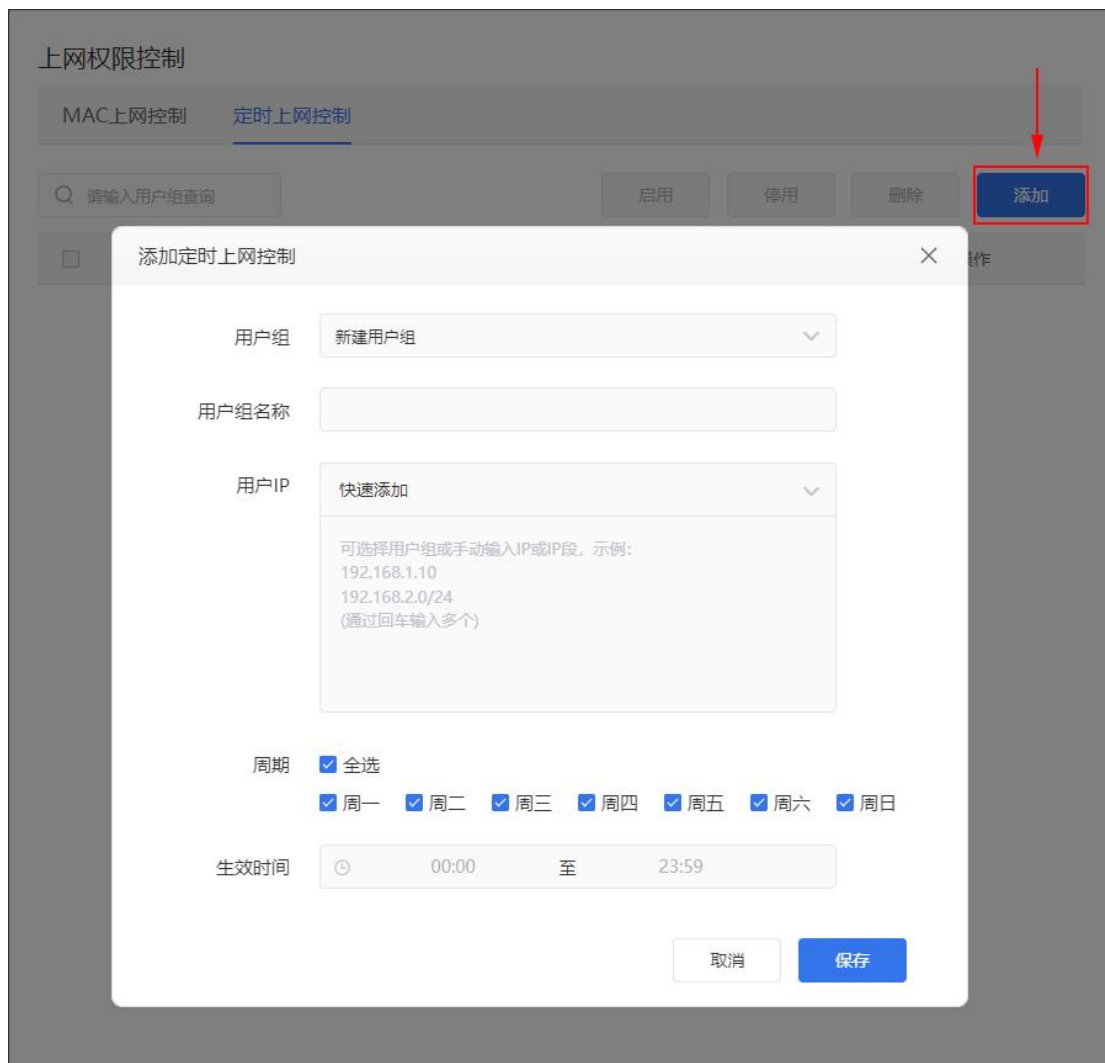 上网权限控制
MAC上网控制 定时上网控制
请输入用户组查询 启用 停用 删除 添加
添加定时上网控制 操作
用户组 新建用户组
用户组名称
用户IP 快速添加
可选择用户组或手动输入IP或IP段，示例：
192.168.1.10
192.168.2.0/24
(通过回车输入多个)
周期 全选
周一 周二 周三 周四 周五 周六 周日
生效时间 00:00 至 23:59
取消 保存